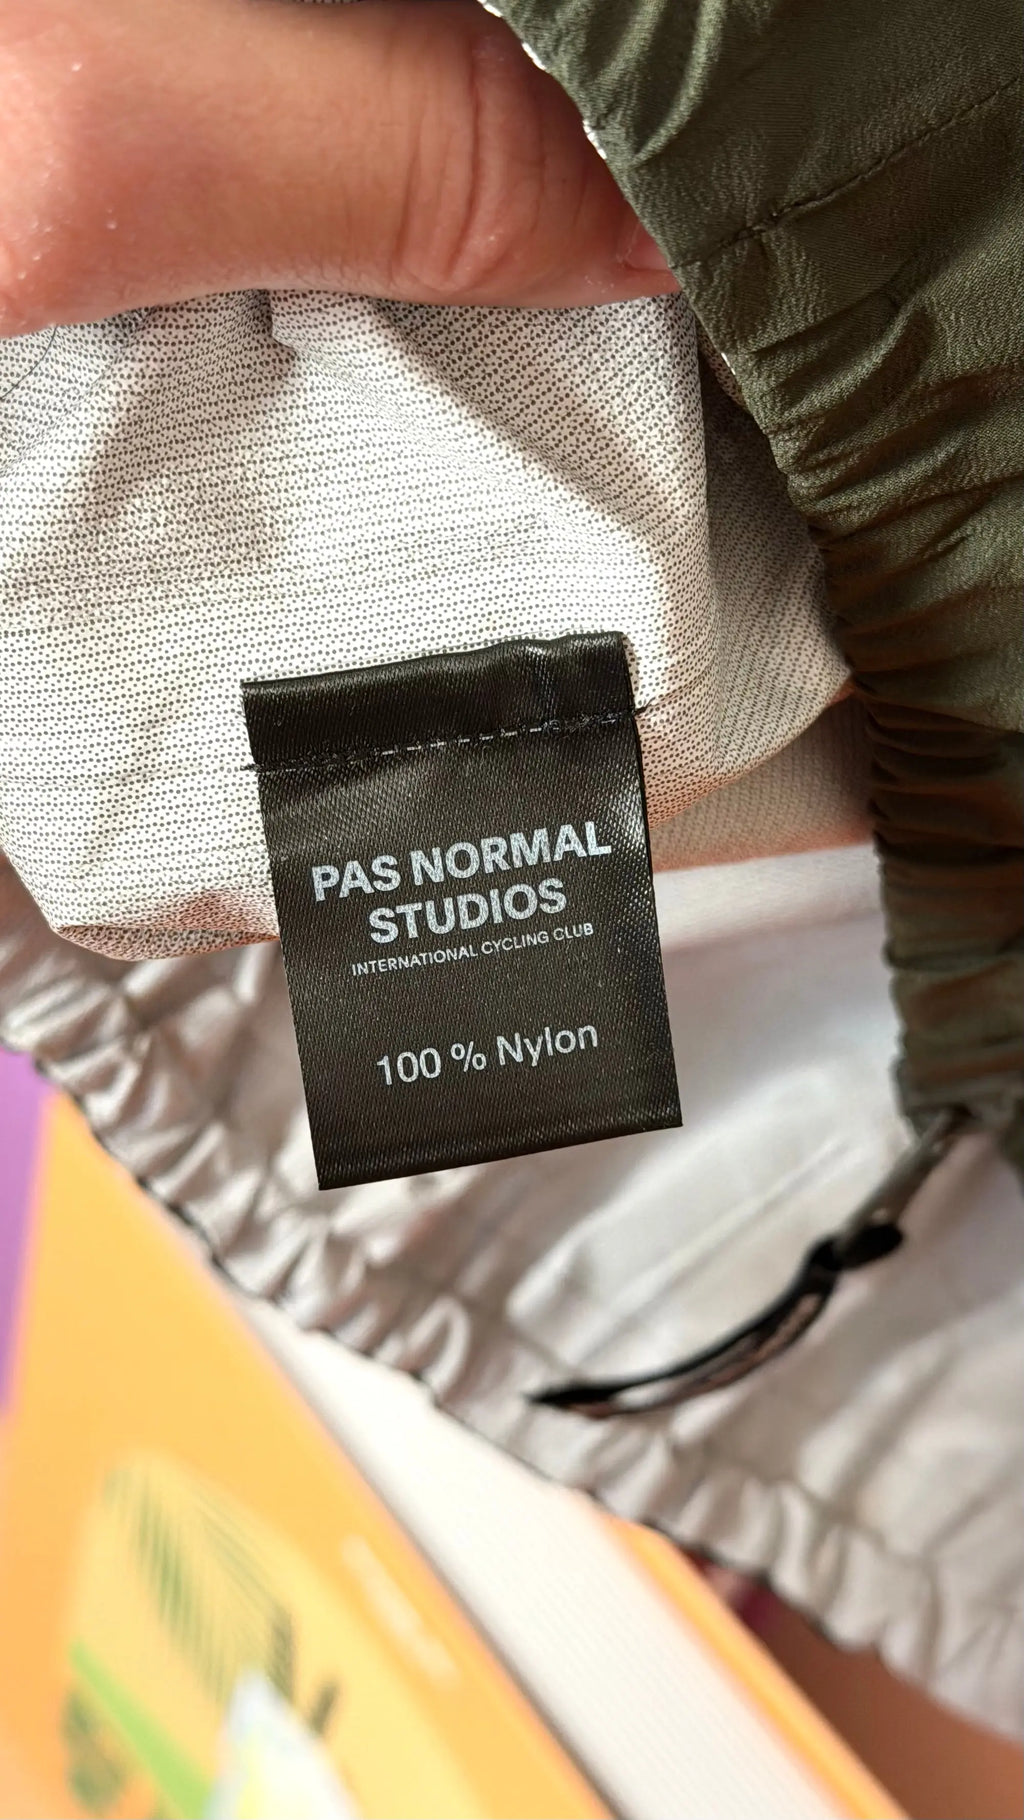 PAS NORMAL
STUDIOS
INTERNATIONAL CYCLING CLUB
100 % Nylon